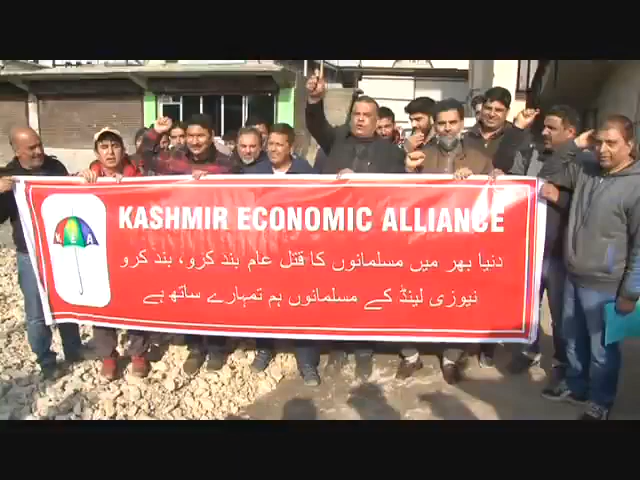 KASHMIR ECONOMIC ALLIANCE
K E A
دنیا بھر میں مسلمانوں کا قتل عام بند کرو، بند کرو
نیوزی لینڈ کے مسلمانوں ہم تمہارے ساتھ ہے